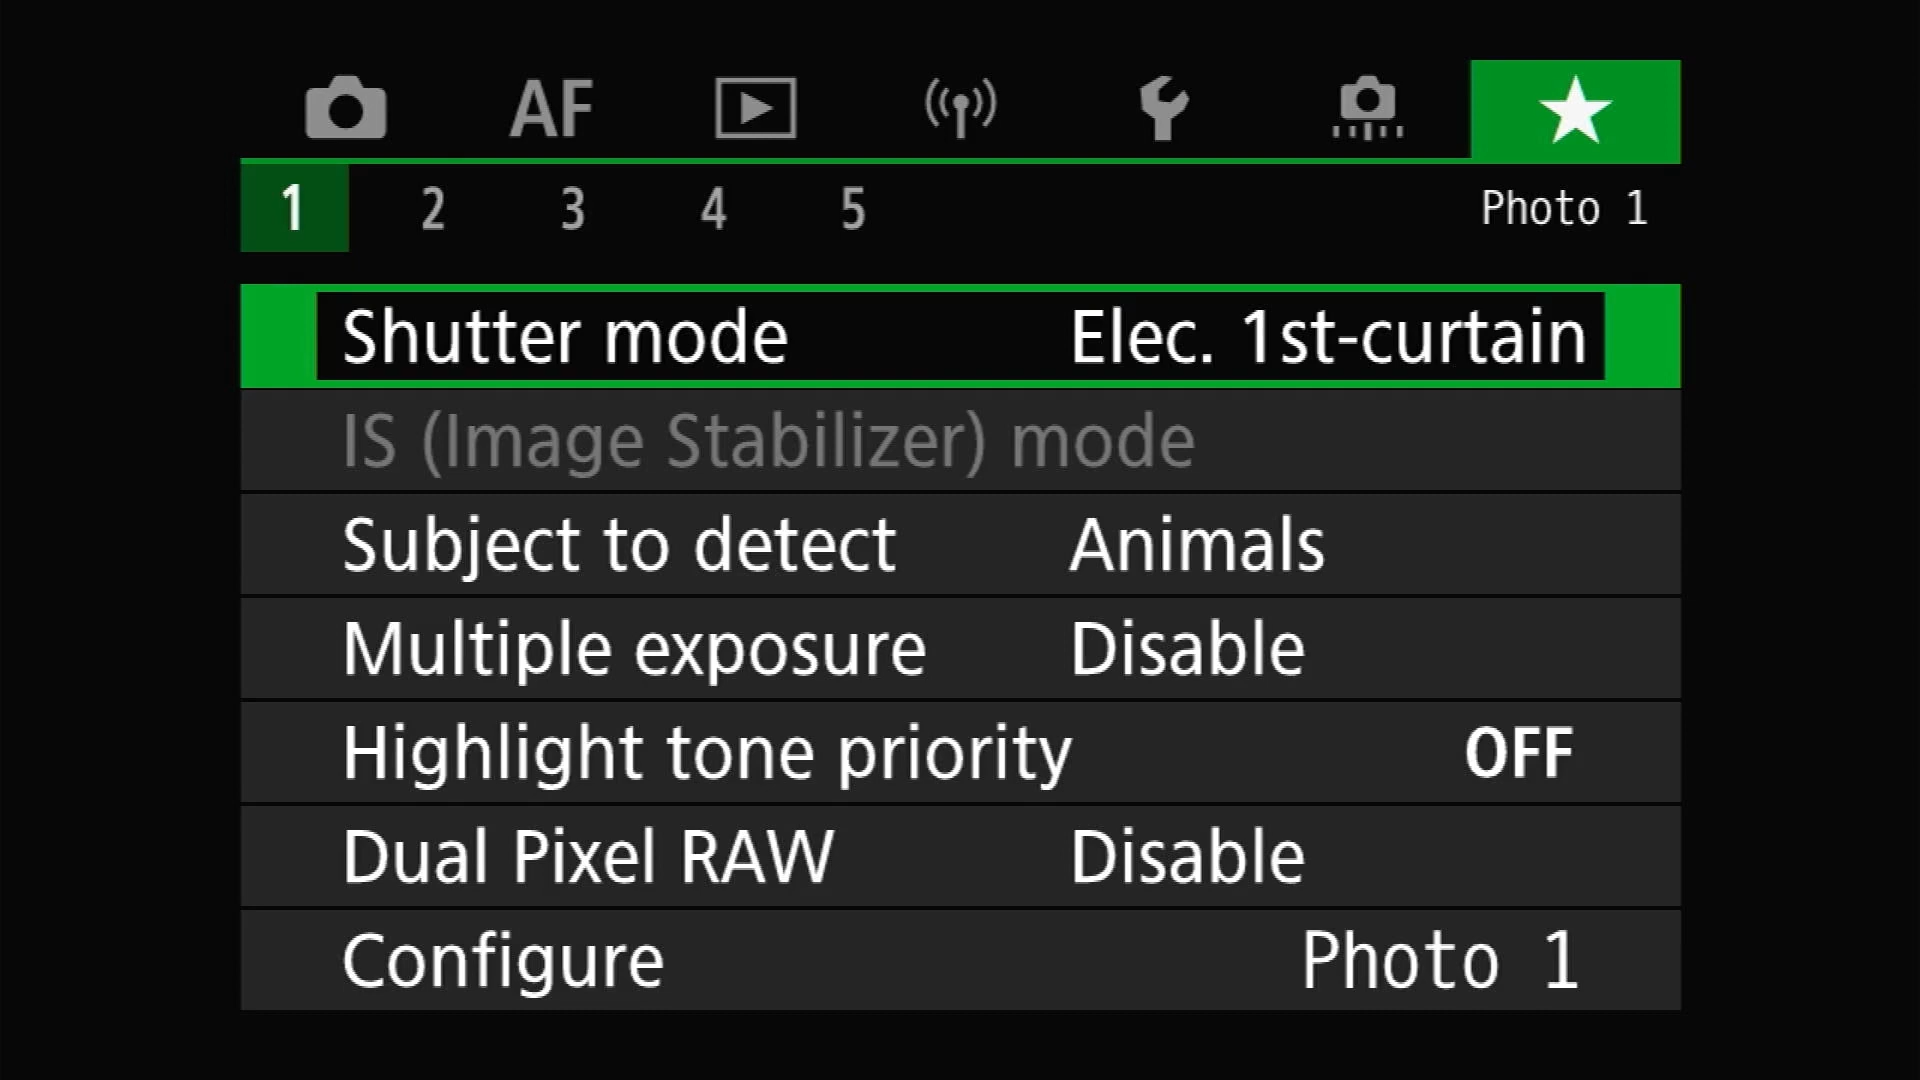 AF
1 2 3 4 5 Photo 1
Shutter mode Elec. 1st-curtain
IS (Image Stabilizer) mode
Subject to detect Animals
Multiple exposure Disable
Highlight tone priority OFF
Dual Pixel RAW Disable
Configure Photo 1